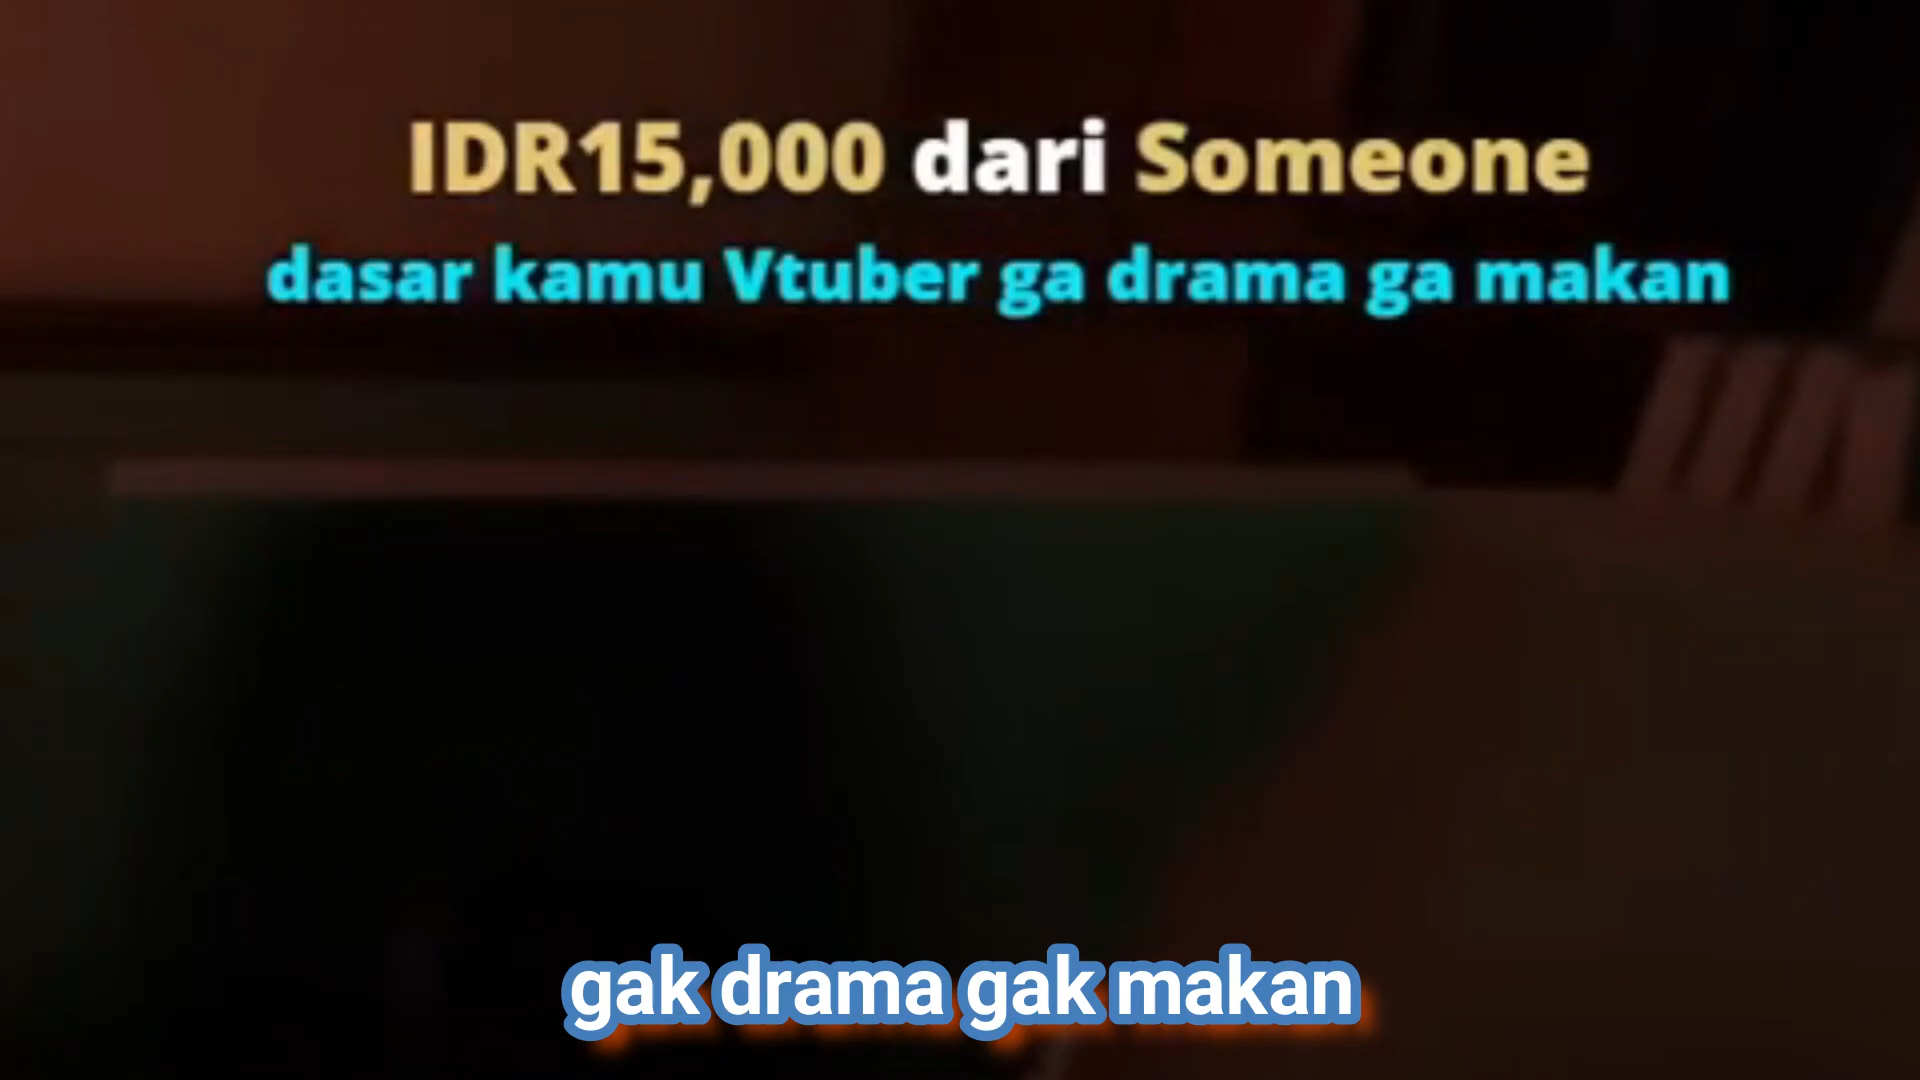 IDR15,000 dari Someone
dasar kamu Vtuber ga drama ga makan
gak drama gak makan